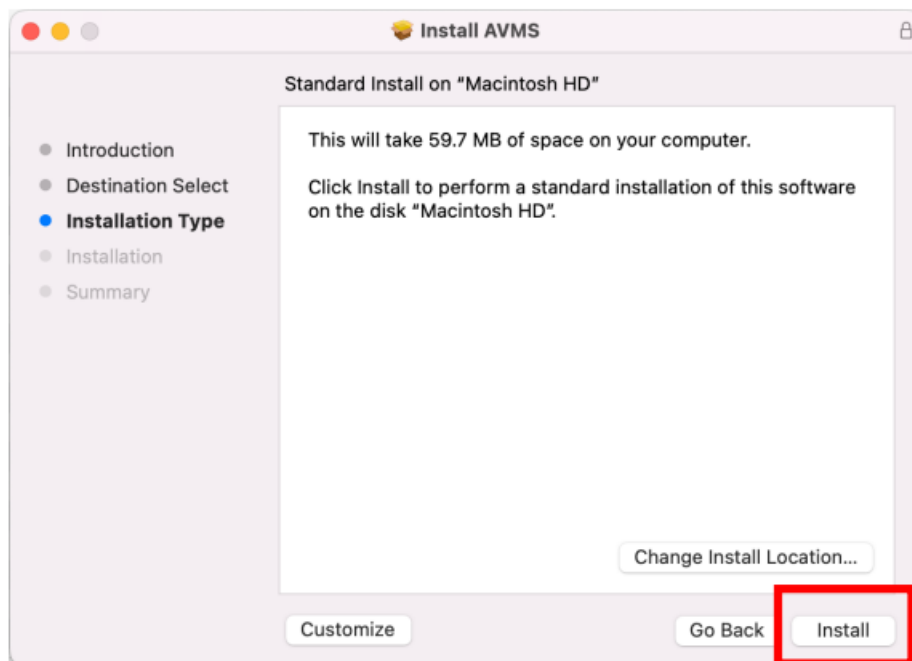 Install AVMS
Standard Install on “Macintosh HD”
Introduction
Destination Select
Installation Type
Installation
Summary
This will take 59.7 MB of space on your computer.
Click Install to perform a standard installation of this software
on the disk “Macintosh HD”.
Change Install Location...
Customize
Go Back
Install